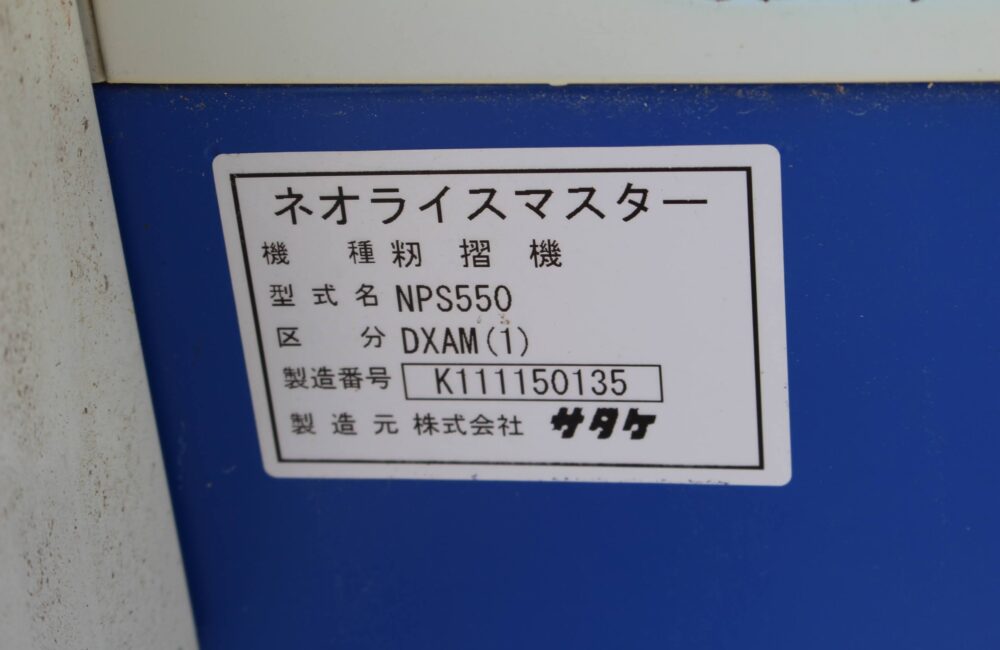 ネオライスマスター
機種 籾摺機
型式名 NPS550
区分 DXAM(1)
製造番号 K111150135
製造元 株式会社 サタケ